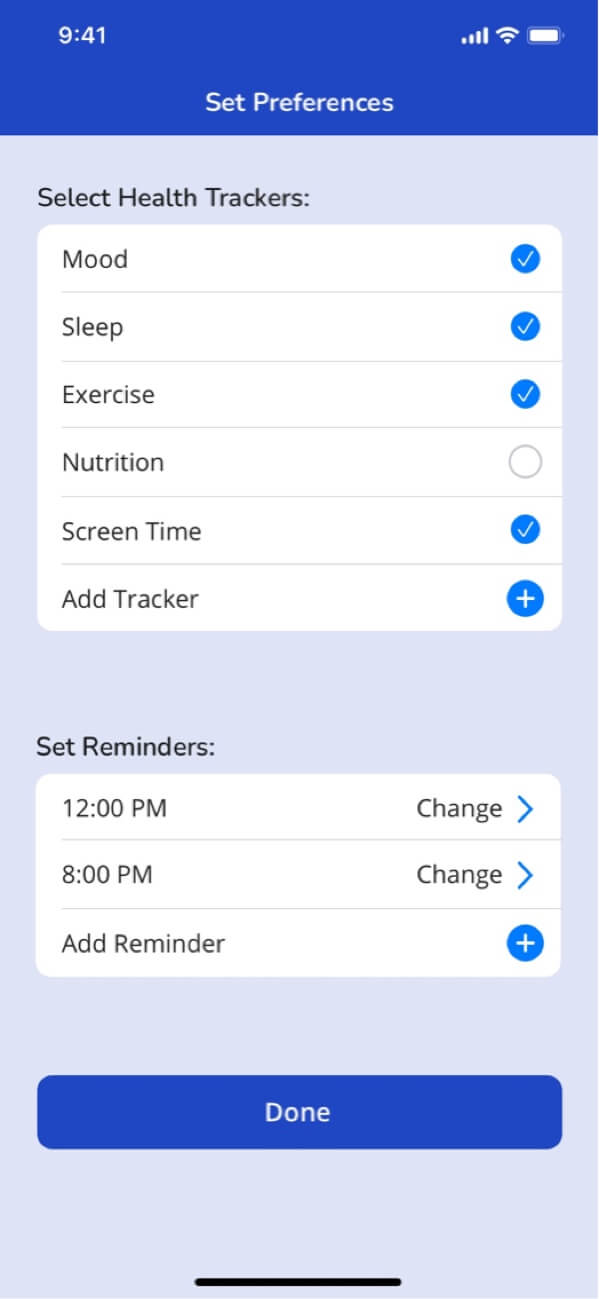 9:41
Set Preferences
Select Health Trackers:
Mood
Sleep
Exercise
Nutrition
Screen Time
Add Tracker
Set Reminders:
12:00 PM Change
8:00 PM Change
Add Reminder
Done